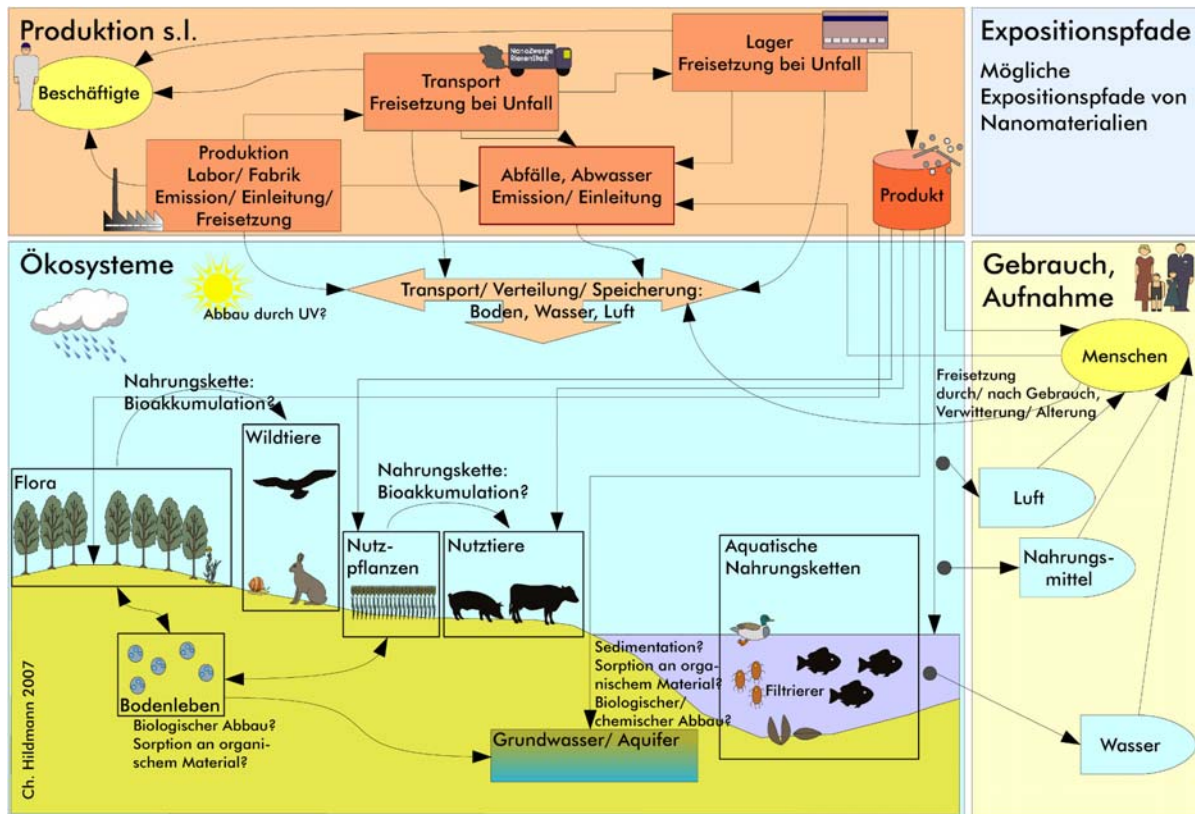 Produktion s.l.
Beschäftigte
NanoZwerge
Transport
Freisetzung bei Unfall
Lager
Freisetzung bei Unfall
Produktion
Labor/ Fabrik
Emission/ Einleitung/
Freisetzung
Abfälle, Abwasser
Emission/ Einleitung
Produkt
Expositionspfade
Mögliche
Expositionspfade von
Nanomaterialien
Ökosysteme
Abbau durch UV?
Transport/ Verteilung/ Speicherung:
Boden, Wasser, Luft
Gebrauch,
Aufnahme
Menschen
Freisetzung
durch/ nach Gebrauch,
Verwitterung/ Alterung
Nahrungskette:
Bioakkumulation?
Wildtiere
Flora
Nahrungskette:
Bioakkumulation?
Nutz-
pflanzen
Nutztiere
Aquatische
Nahrungsketten
Luft
Nahrungs-
mittel
Sedimentation?
Sorption an orga-
nischem Material?
Biologischer/
chemischer Abbau?
Filtrierer
Bodenleben
Biologischer Abbau?
Sorption an organi-
schem Material?
Grundwasser/ Aquifer
Wasser
Ch. Hildmann 2007